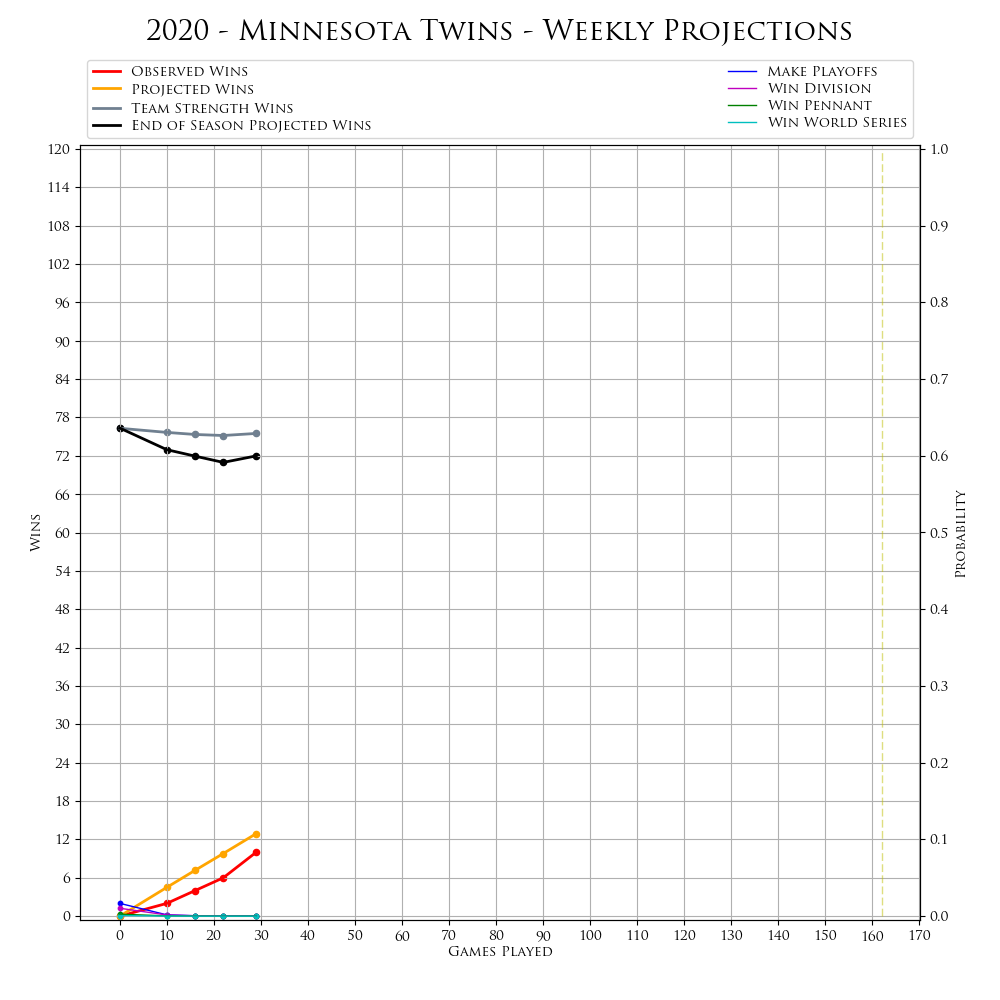 2020 - Minnesota Twins - Weekly Projections
Observed Wins
Projected Wins
Team Strength Wins
End of Season Projected Wins
Make Playoffs
Win Division
Win Pennant
Win World Series
120
114
108
102
96
90
84
78
72
66
60
54
48
42
36
30
24
18
12
6
0
Wins
1.0
0.9
0.8
0.7
0.6
0.5
0.4
0.3
0.2
0.1
0.0
Probability
0 10 20 30 40 50 60 70 80 90 100 110 120 130 140 150 160 170
Games Played